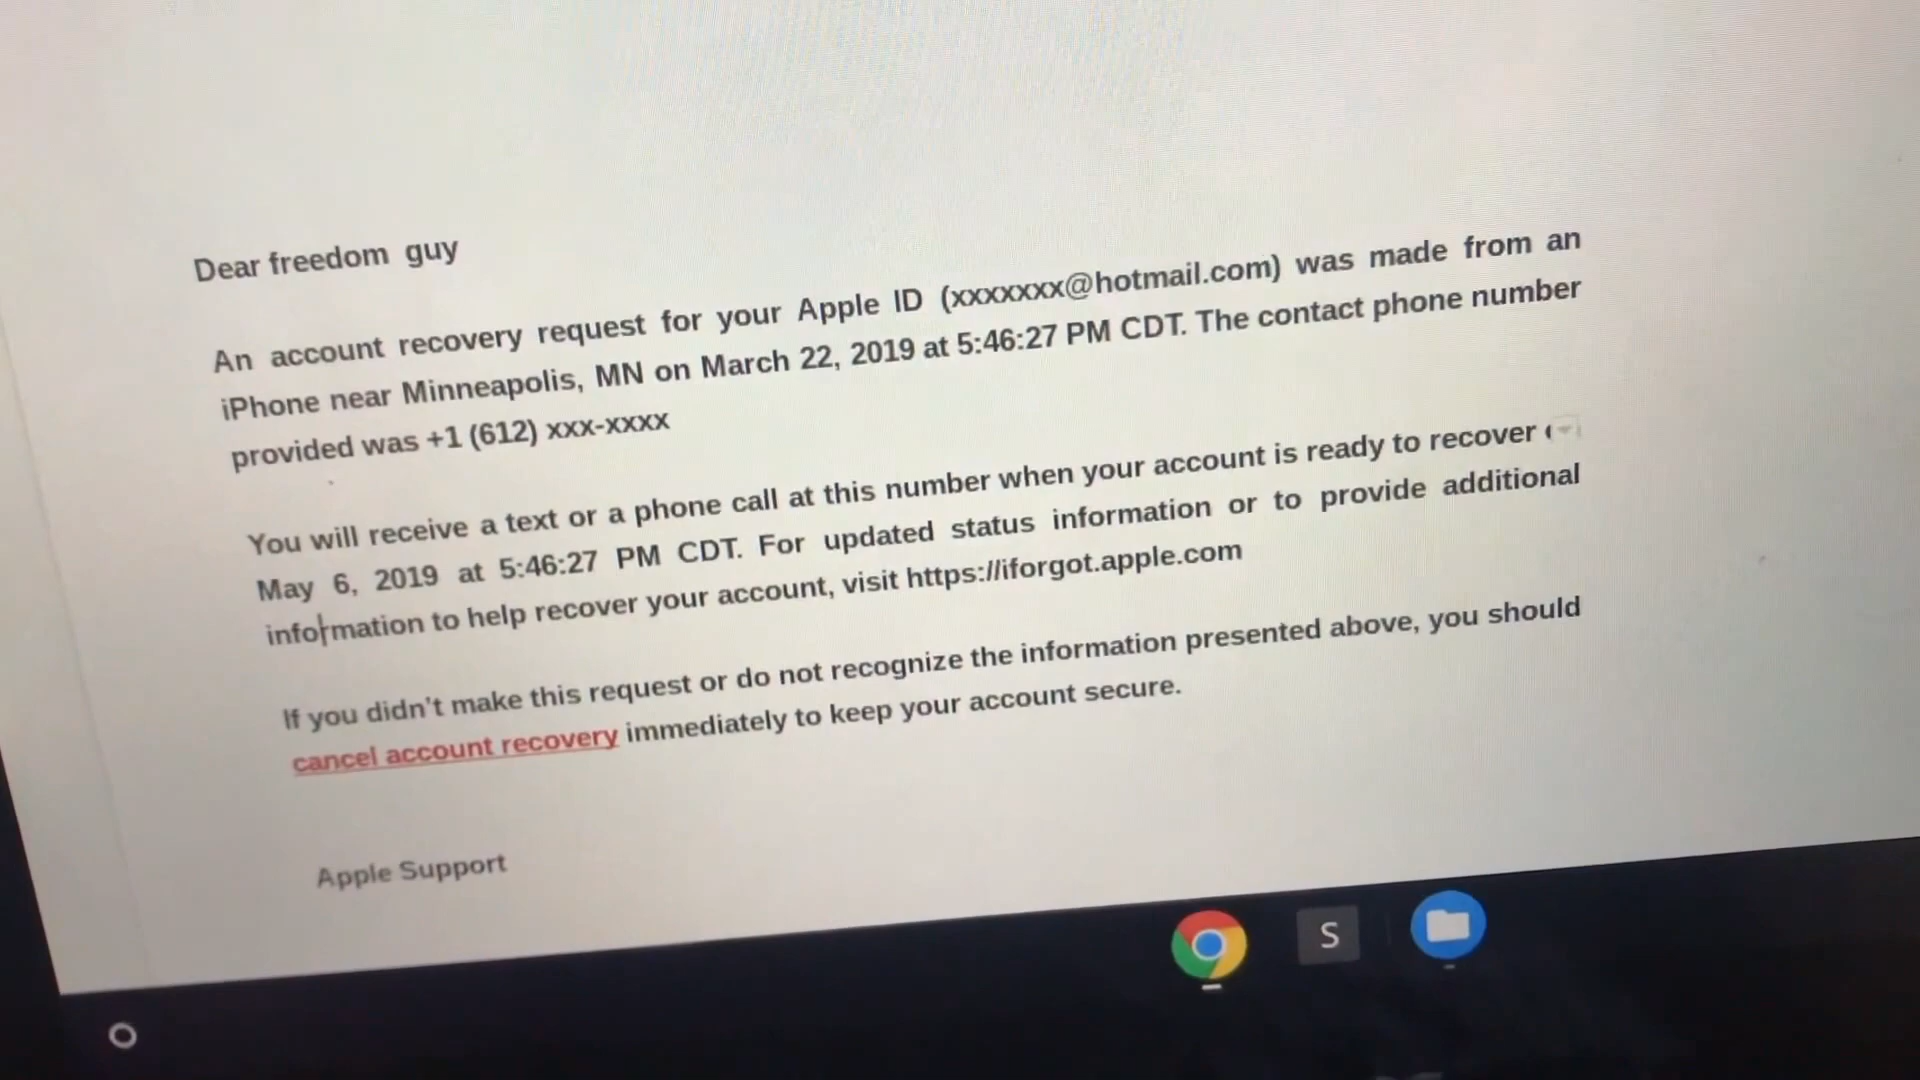 Dear freedom guy
An account recovery request for your Apple ID (xxxxxxx@hotmail.com) was made from an
iPhone near Minneapolis, MN on March 22, 2019 at 5:46:27 PM CDT. The contact phone number
provided was +1 (612) xxx-xxxx
You will receive a text or a phone call at this number when your account is ready to recover
May 6, 2019 at 5:46:27 PM CDT. For updated status information or to provide additional
information to help recover your account, visit https://iforgot.apple.com
If you didn't make this request or do not recognize the information presented above, you should
cancel account recovery immediately to keep your account secure.
Apple Support
S